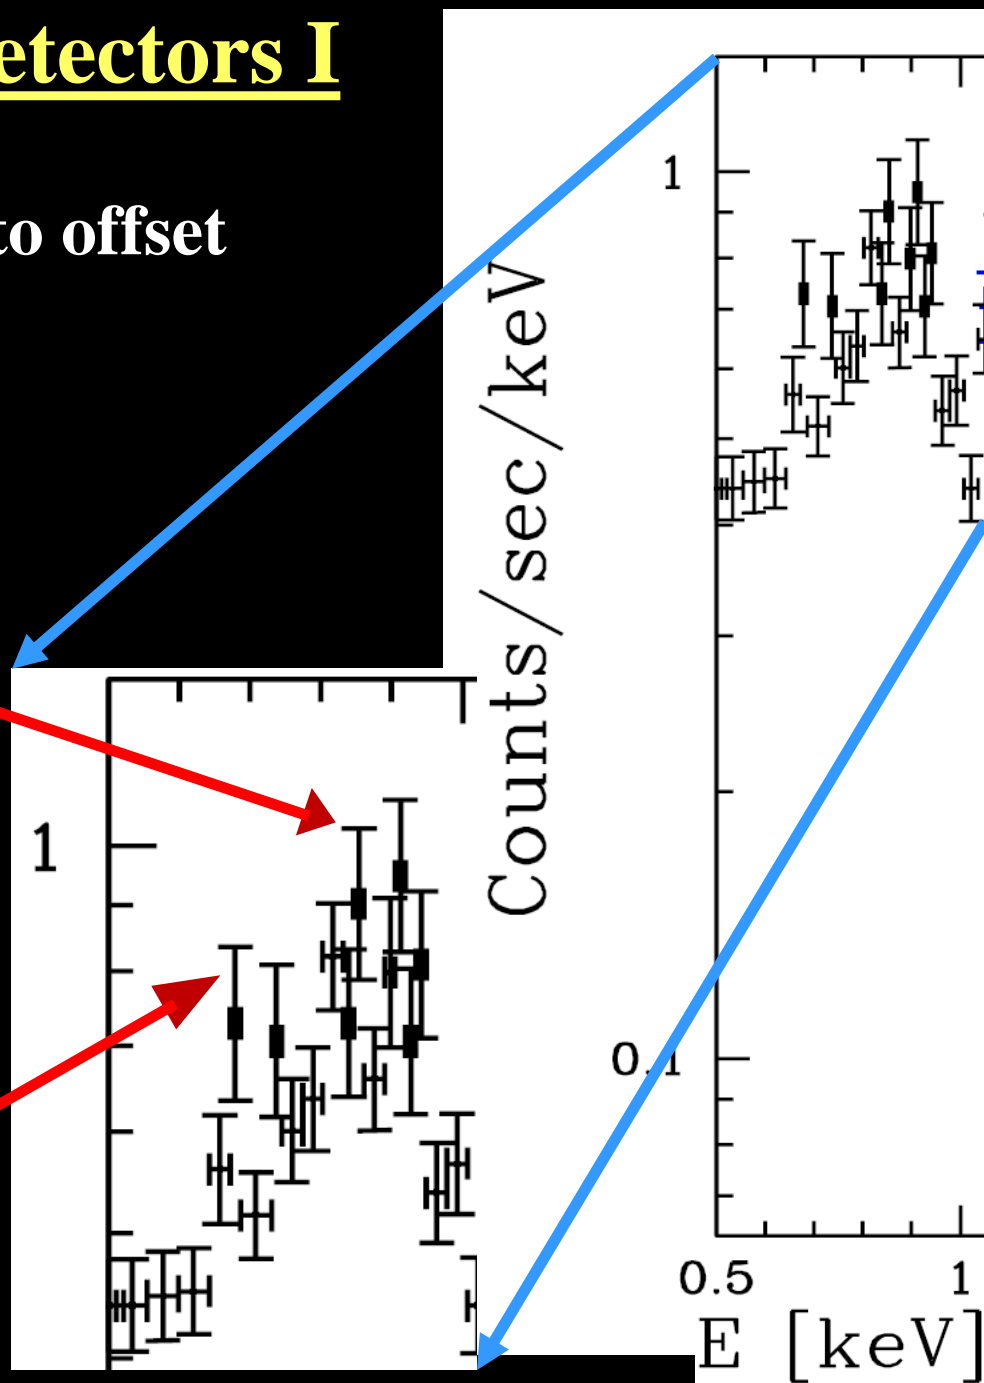 etectors I
to offset
1
Counts/sec/keV
1
0.1
0.5 1
E [keV]